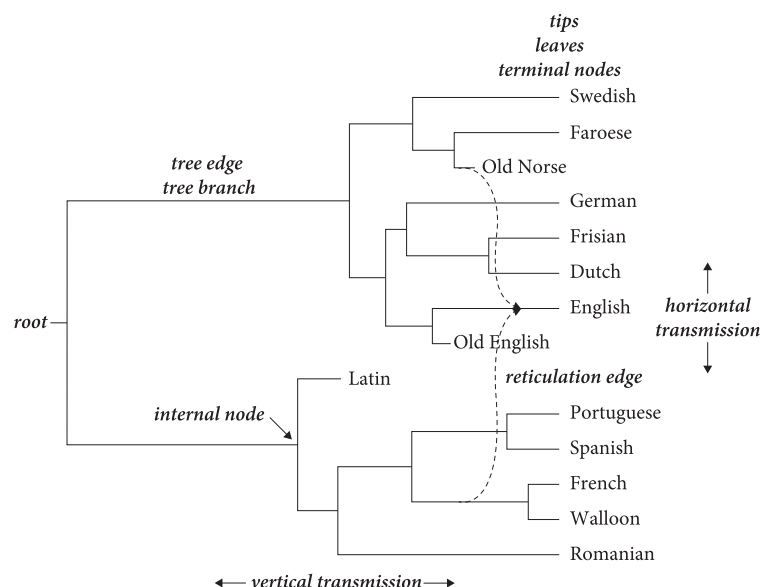 tips
leaves
terminal nodes
Swedish
Faroese
tree edge
tree branch
Old Norse
German
Frisian
Dutch
English
horizontal
transmission
root
Old English
Latin
reticulation edge
internal node
Portuguese
Spanish
French
Walloon
Romanian
vertical transmission